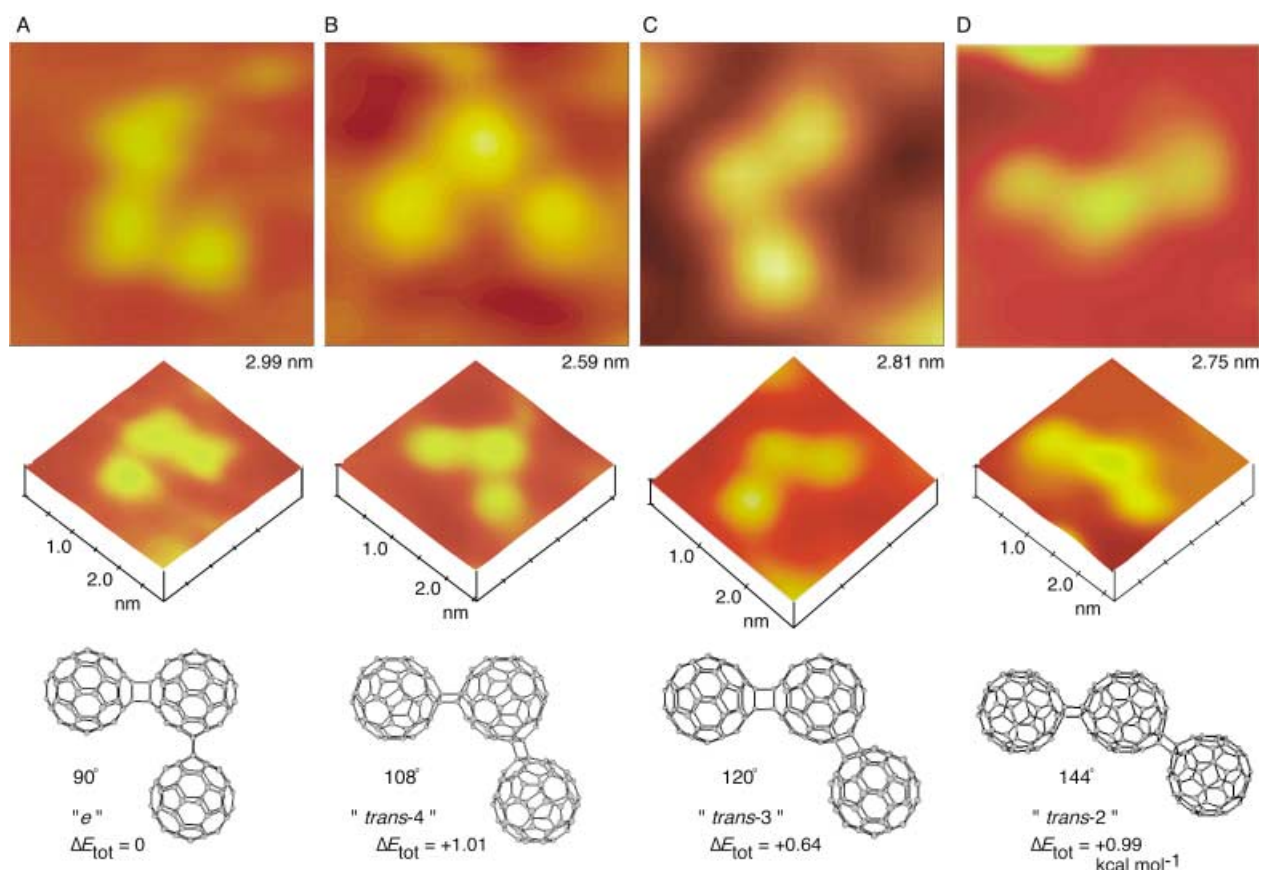 A B C D
2.99 nm 2.59 nm 2.81 nm 2.75 nm
1.0 1.0 1.0 1.0
2.0 2.0 2.0 2.0
nm nm nm nm
90° 108° 120° 144°
"e" " trans-4 " " trans-3 " " trans-2 "
ΔEtot = 0 ΔEtot = +1.01 ΔEtot = +0.64 ΔEtot = +0.99
kcal mol-1